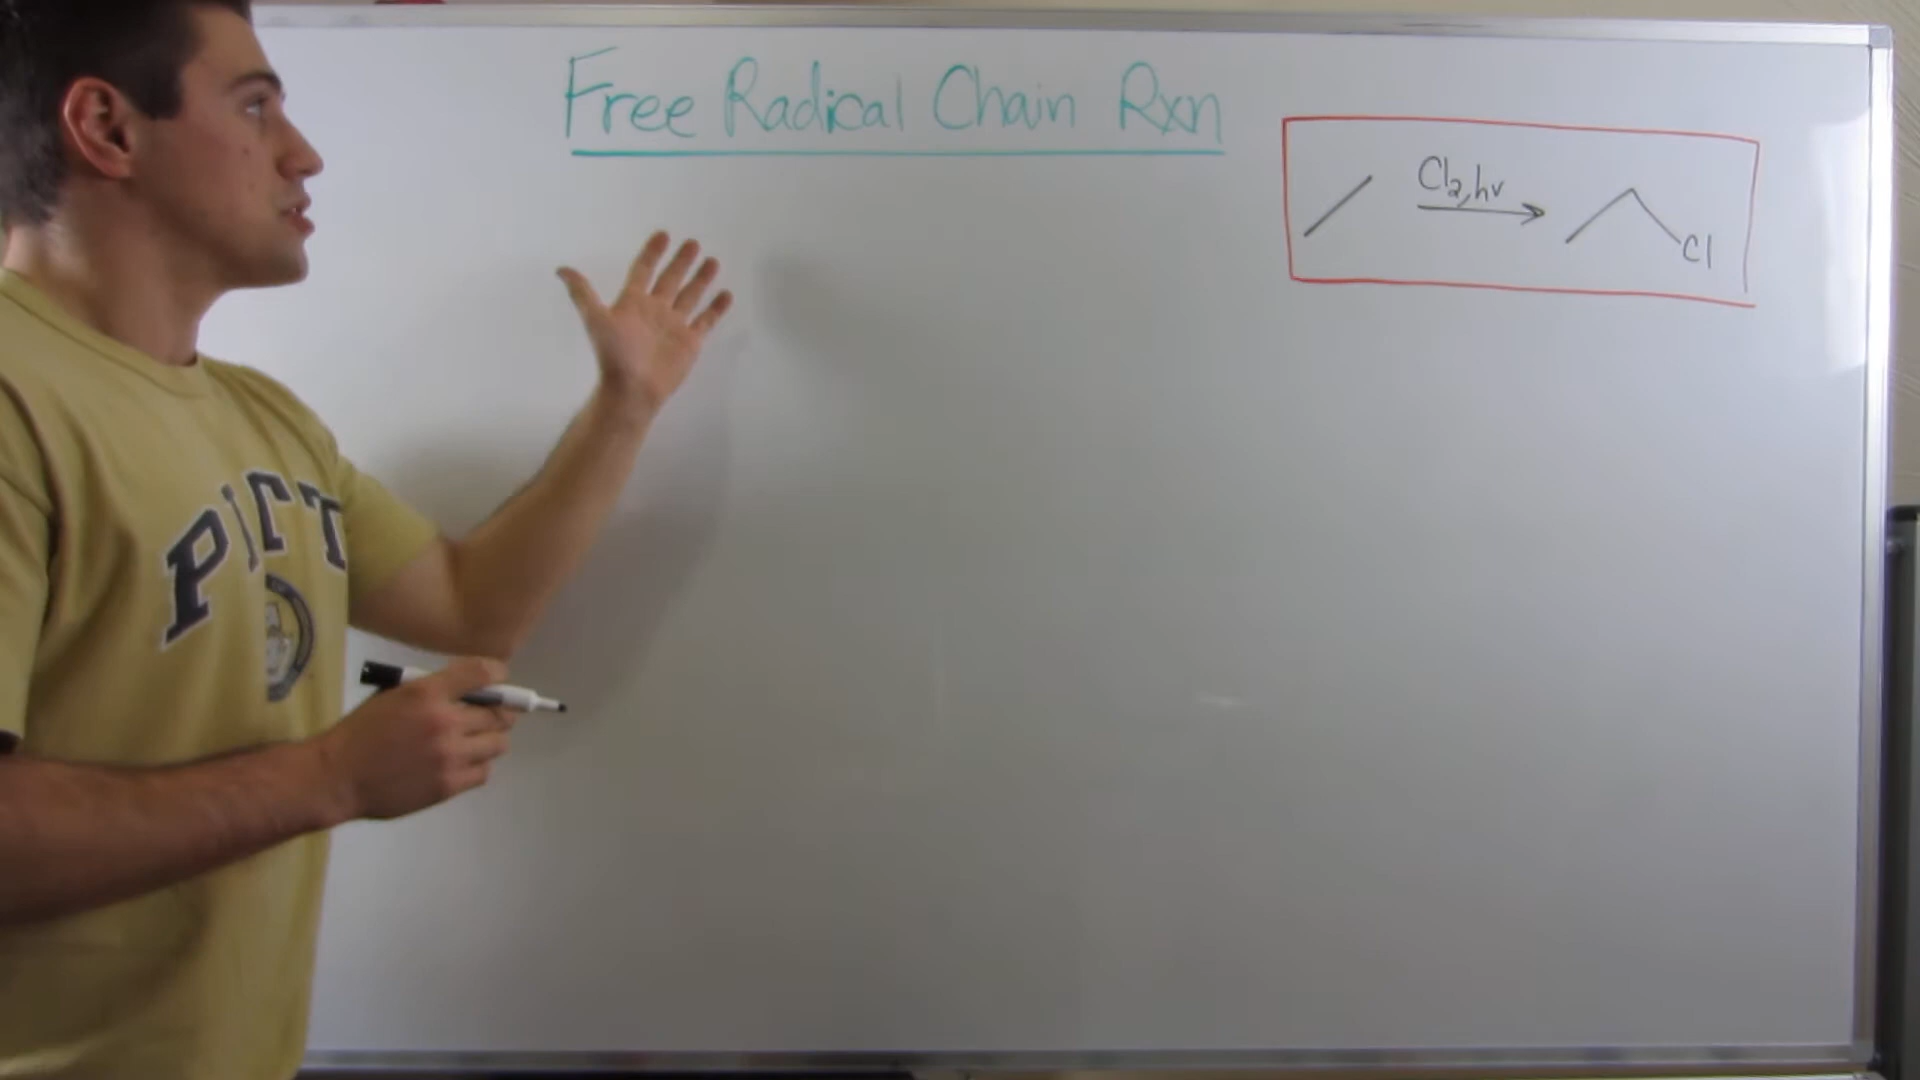 Free Radical Chain Rxn
Cl₂, hv
Cl
PITT